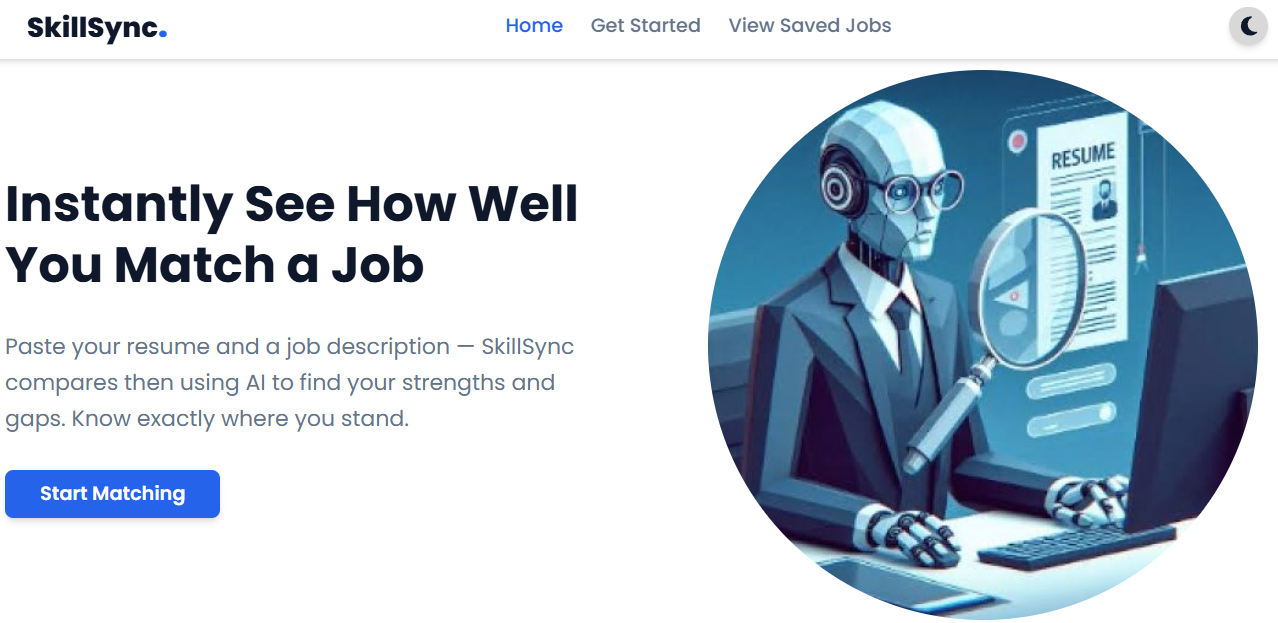 SkillSync.
Home Get Started View Saved Jobs
Instantly See How Well
You Match a Job
Paste your resume and a job description — SkillSync
compares then using AI to find your strengths and
gaps. Know exactly where you stand.
Start Matching
RESUME